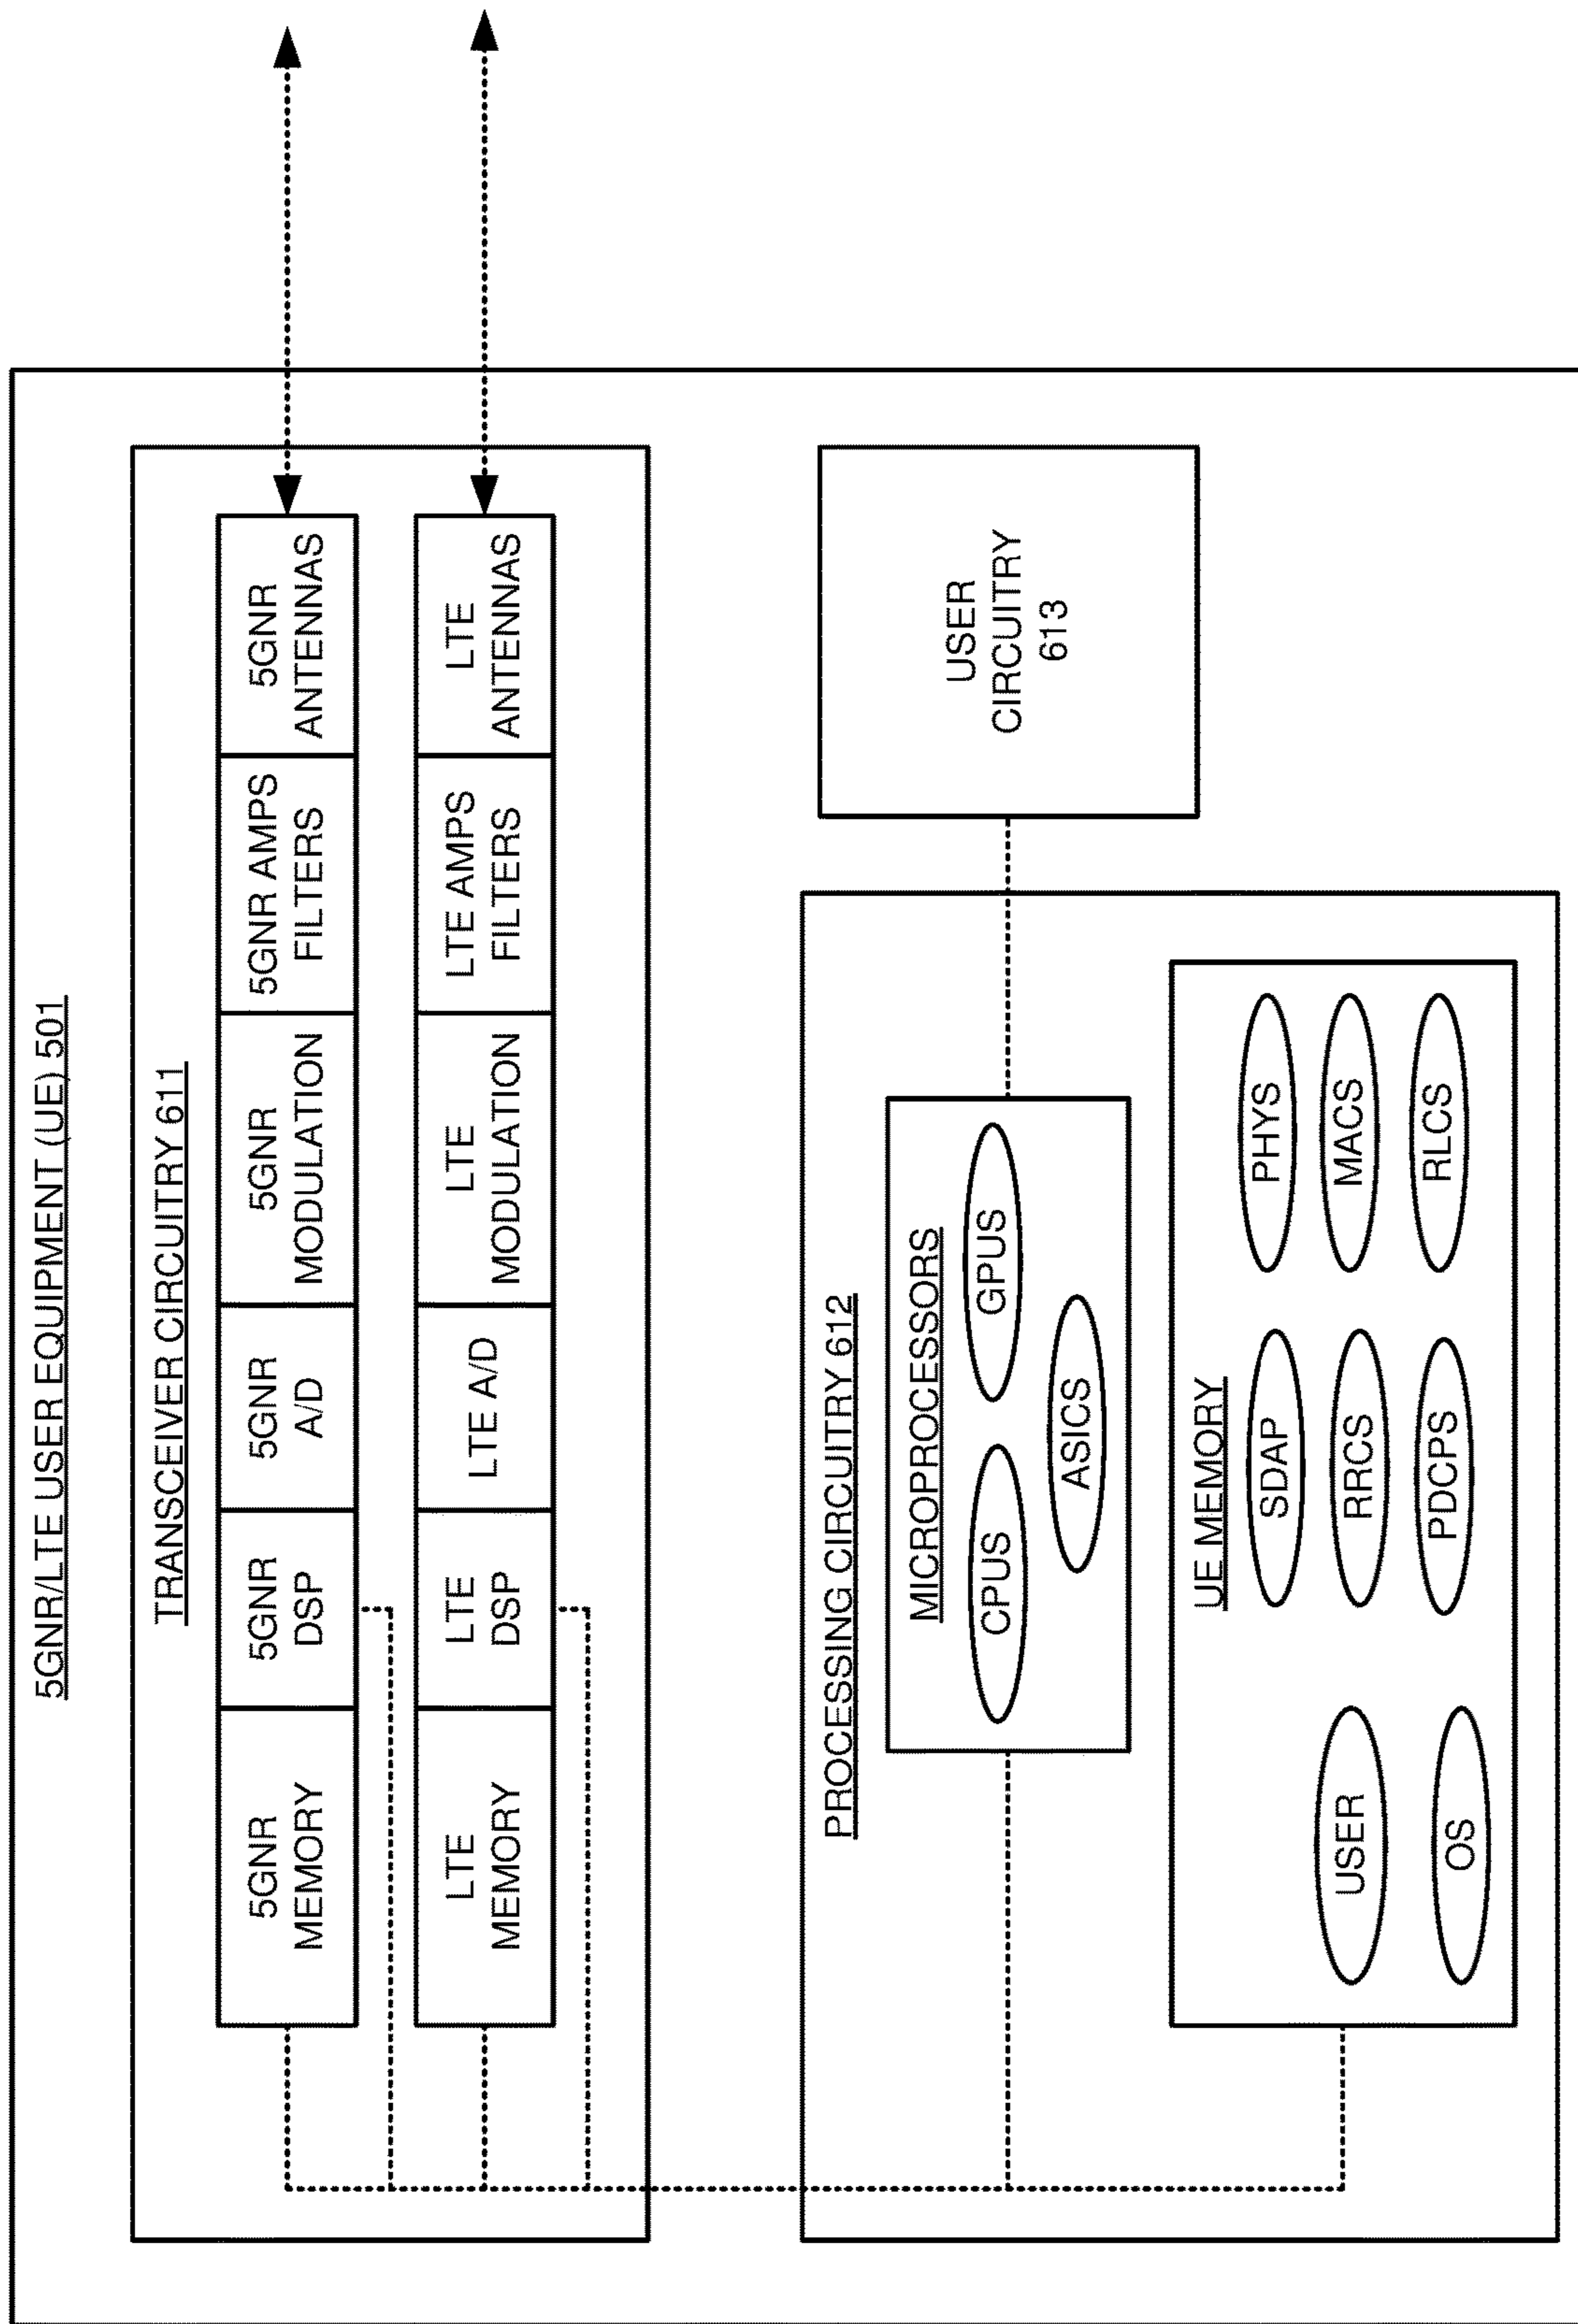 5GNR/LTE USER EQUIPMENT (UE) 501
TRANSCEIVER CIRCUITRY 611
5GNR
MEMORY
5GNR
DSP
5GNR
A/D
5GNR
MODULATION
5GNR AMPS
FILTERS
5GNR
ANTENNAS
LTE
MEMORY
LTE
DSP
LTE A/D
LTE
MODULATION
LTE AMPS
FILTERS
LTE
ANTENNAS
PROCESSING CIRCUITRY 612
MICROPROCESSORS
CPUS
GPUS
ASICS
USER
CIRCUITRY
613
UE MEMORY
USER
OS
SDAP
RRCS
PDCPS
PHYS
MACS
RLCS